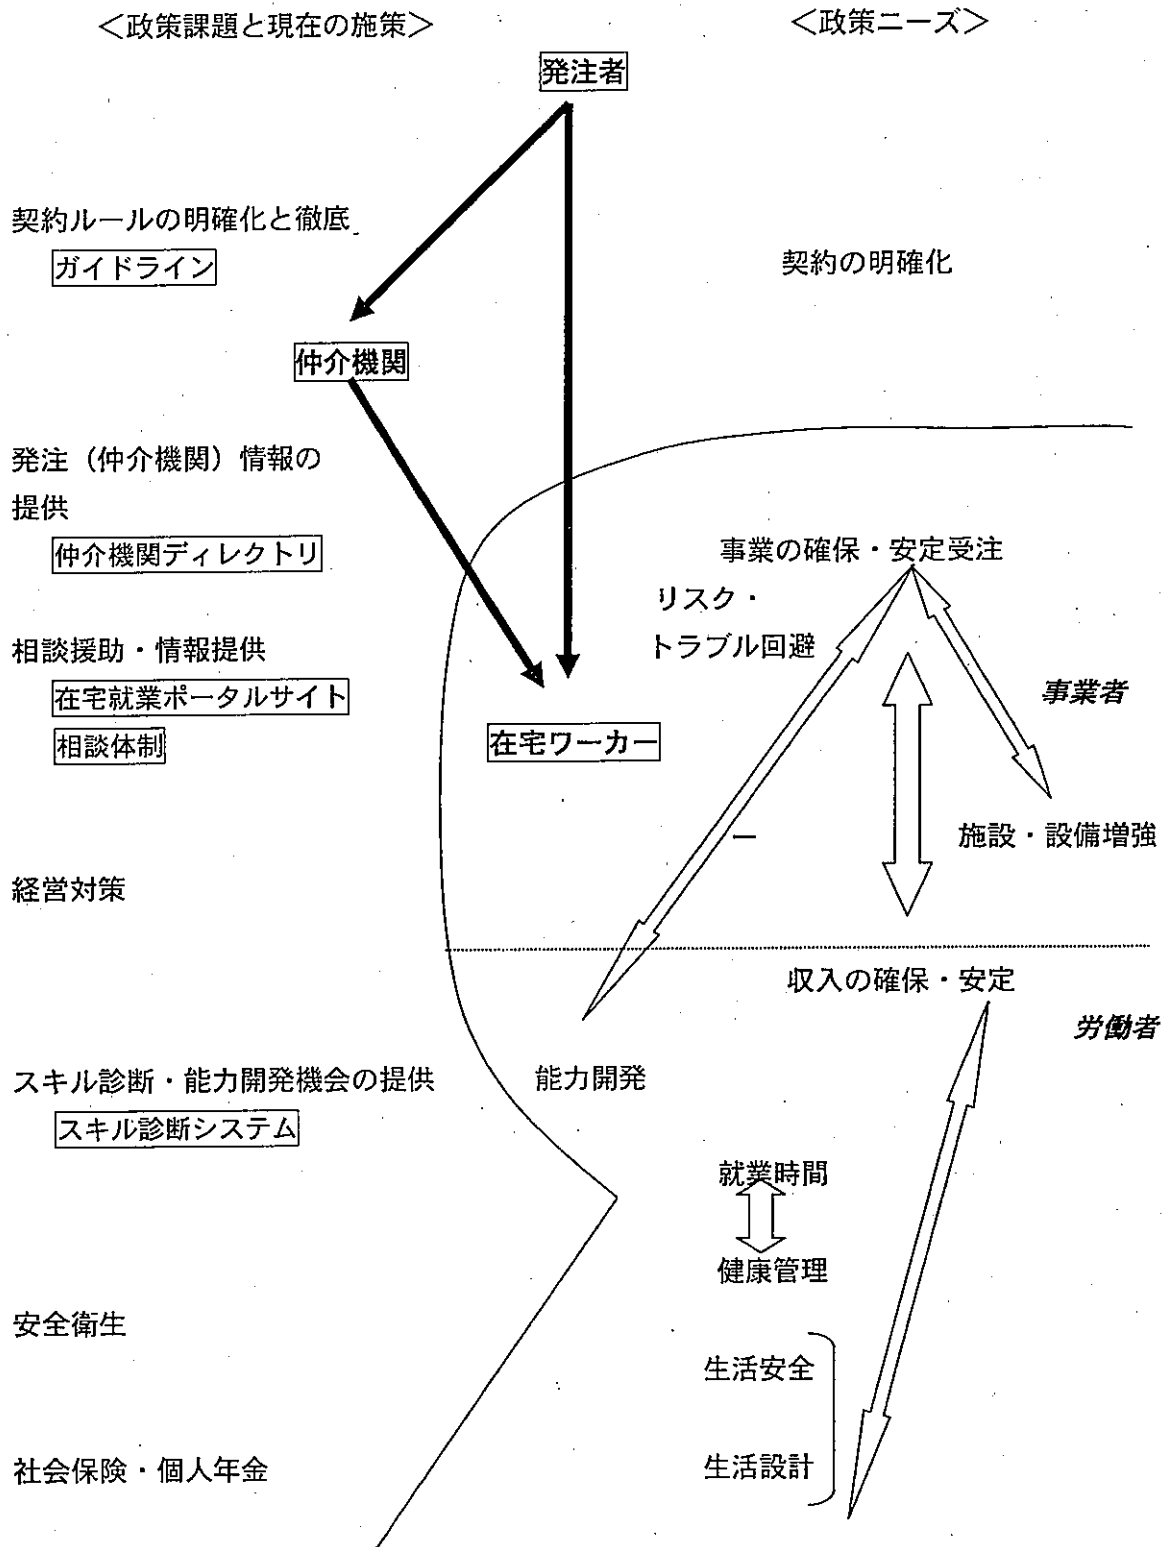 ＜政策課題と現在の施策＞
＜政策ニーズ＞
発注者
契約ルールの明確化と徹底
ガイドライン
契約の明確化
仲介機関
発注（仲介機関）情報の
提供
仲介機関ディレクトリ
事業の確保・安定受注
リスク・
トラブル回避
相談援助・情報提供
在宅就業ポータルサイト
相談体制
事業者
在宅ワーカー
施設・設備増強
経営対策
収入の確保・安定
労働者
スキル診断・能力開発機会の提供
スキル診断システム
能力開発
就業時間
健康管理
安全衛生
生活安全
生活設計
社会保険・個人年金